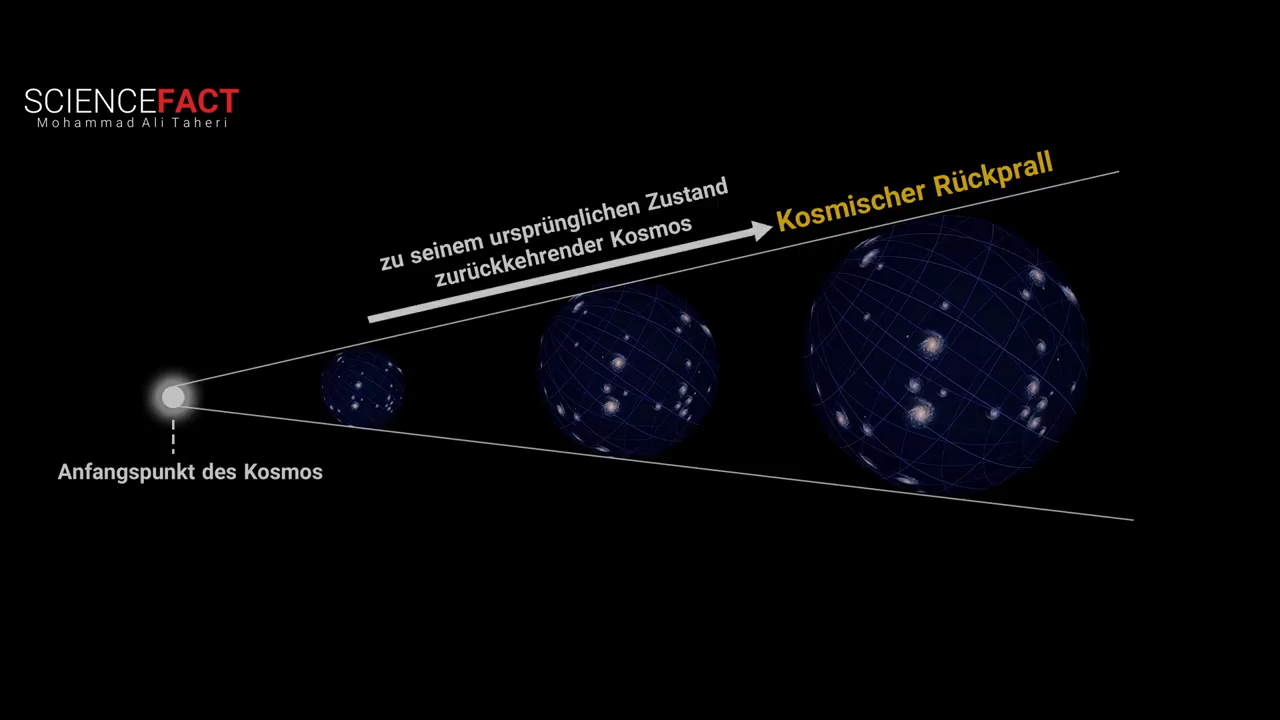 SCIENCEFACT
Mohammad Ali Taheri
zu seinem ursprünglichen Zustand
zurückkehrender Kosmos
Kosmischer Rückprall
Anfangspunkt des Kosmos